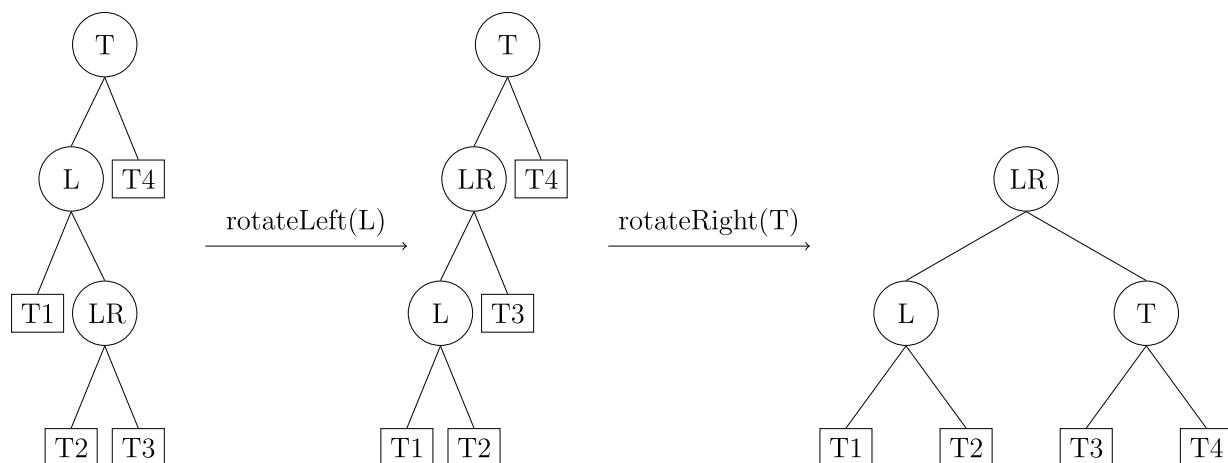 T
T
L
T4
LR
T4
LR
rotateLeft(L)
rotateRight(T)
T1
LR
L
T3
L
T
T2
T3
T1
T2
T1
T2
T3
T4